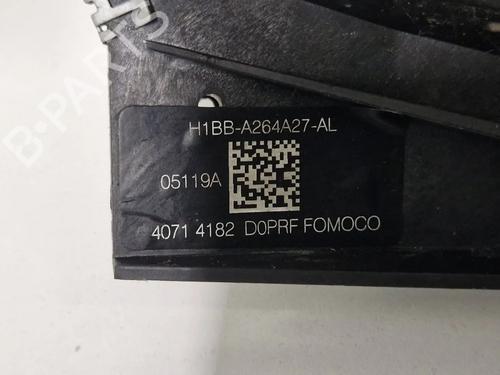 B-PARTS
H1BB-A264A27-AL
05119A
4071 4182 D0PRF FOMOCO